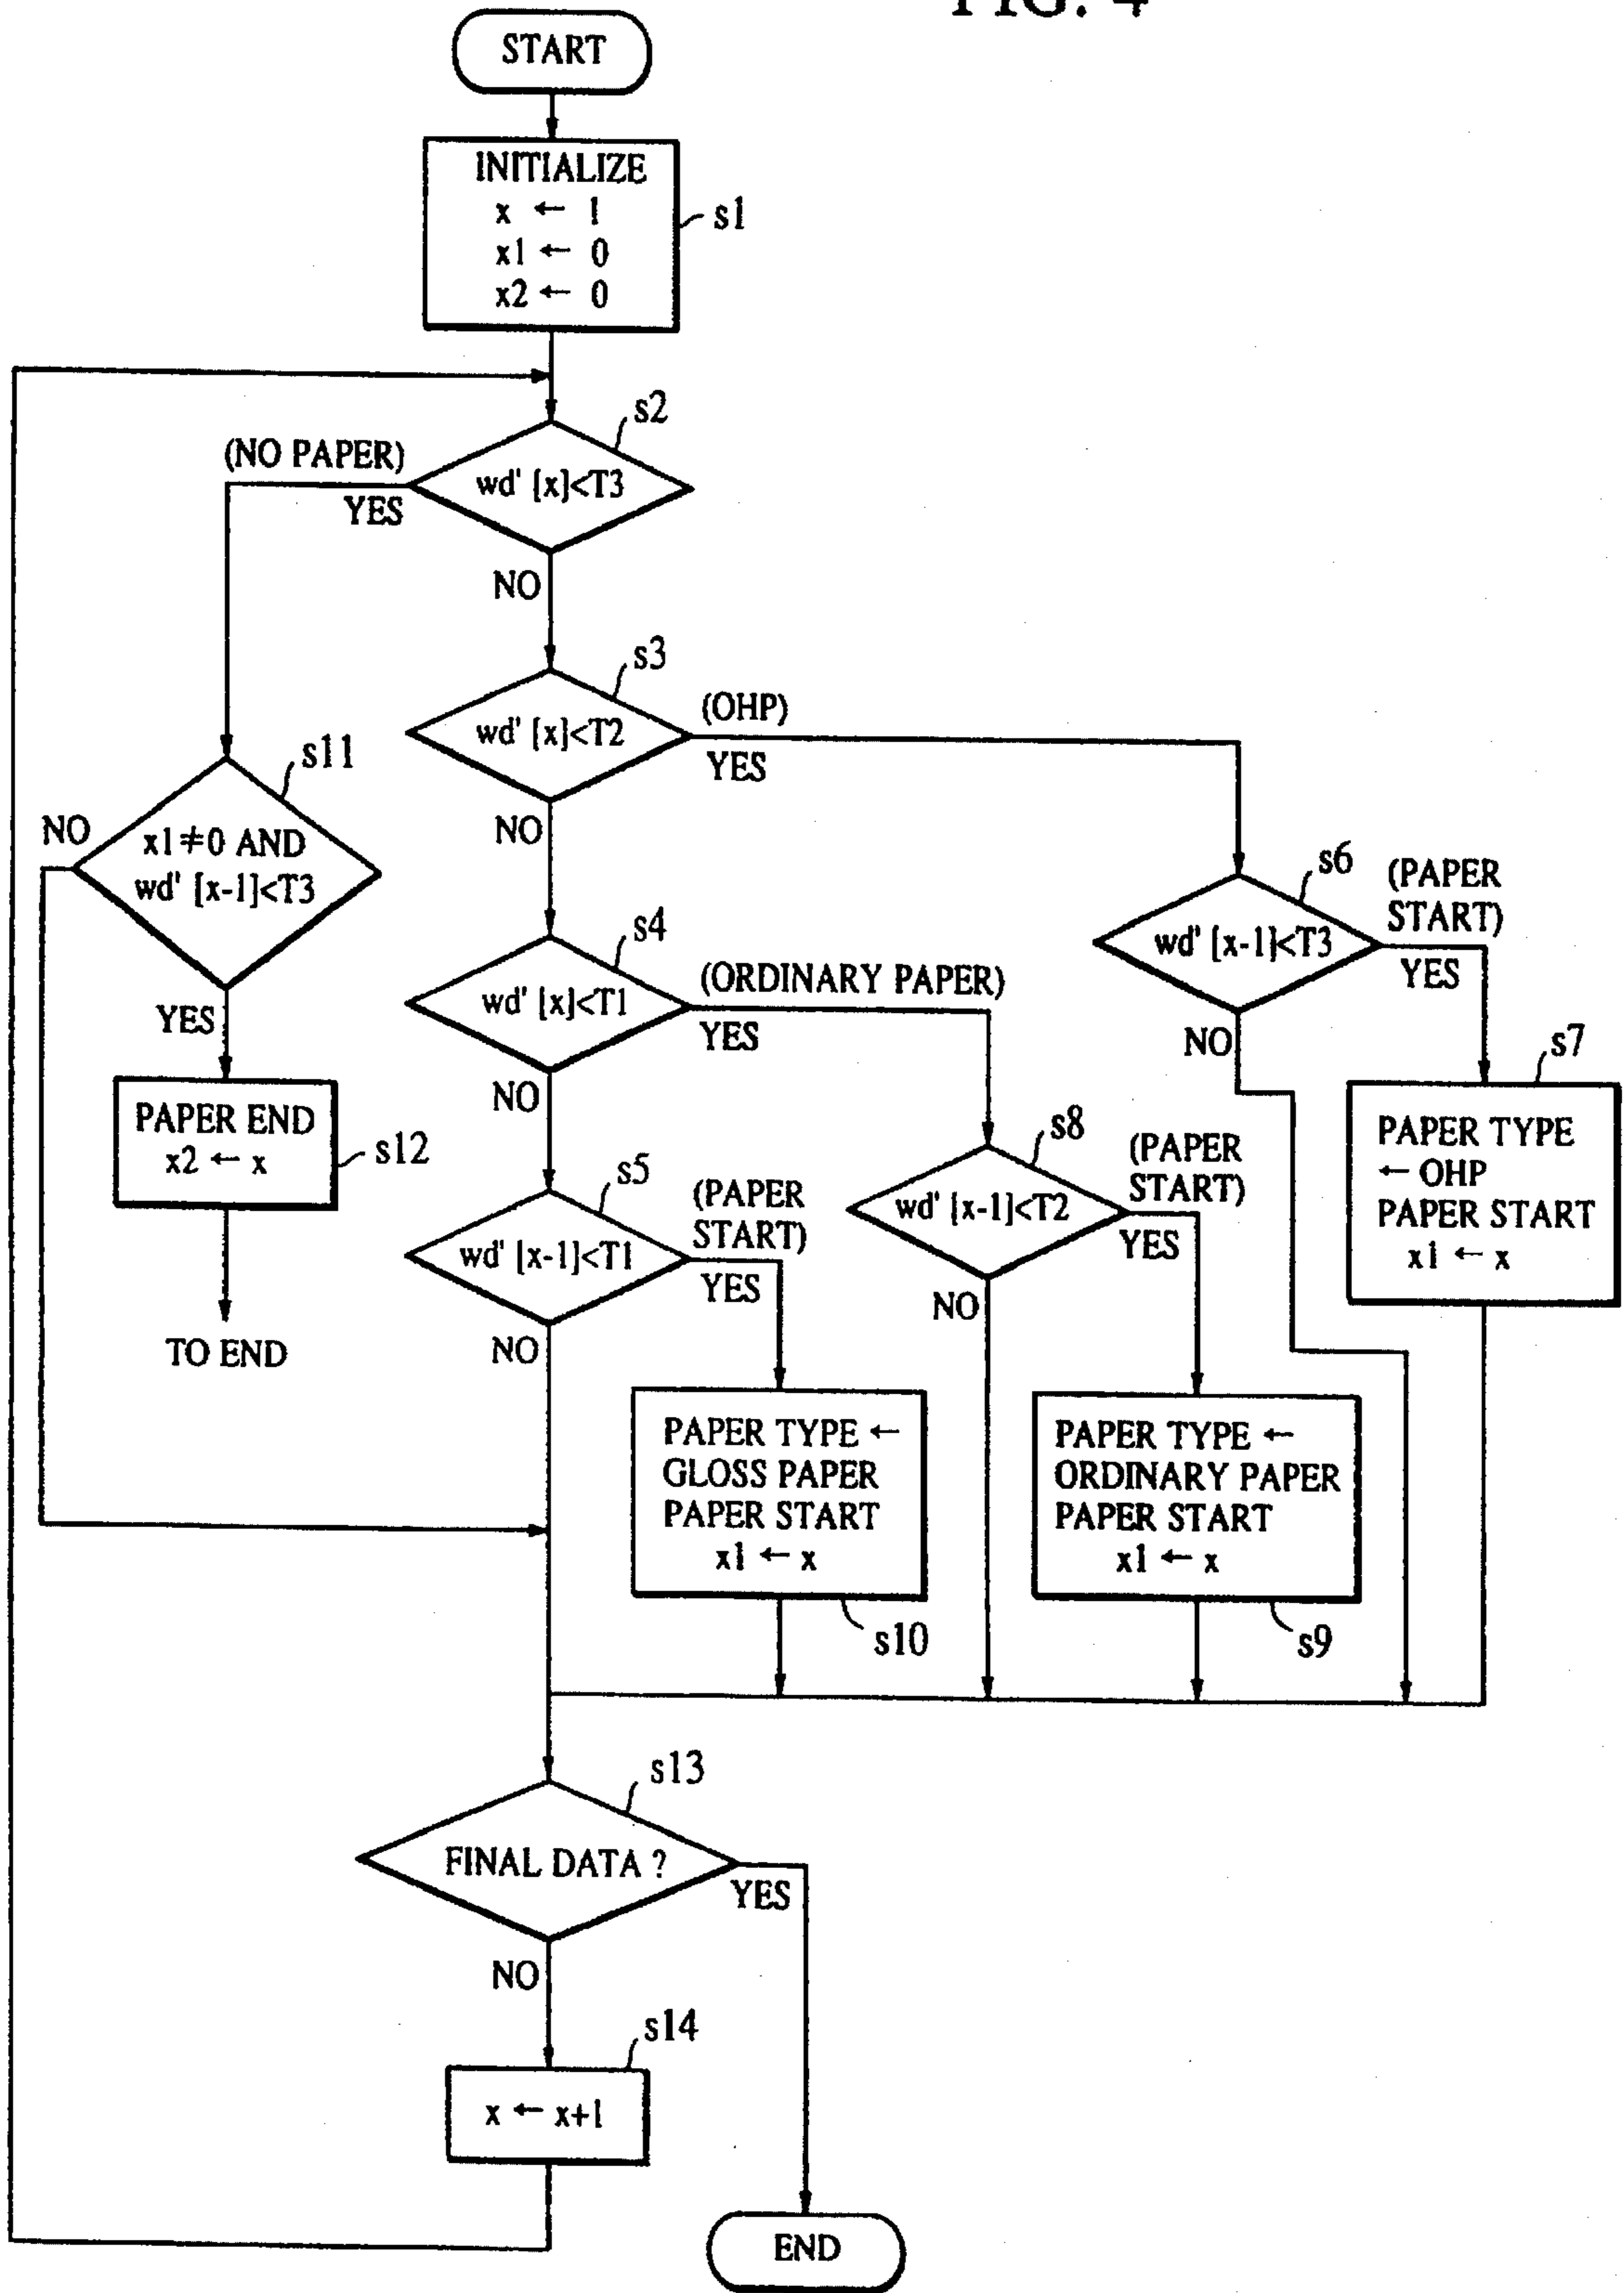 FIG. 4
START
INITIALIZE
x ← 1
x1 ← 0
x2 ← 0
s1
s2
(NO PAPER)
wd' [x]<T3
YES
NO
s3
(OHP)
wd' [x]<T2
YES
NO
s11
NO
x1≠0 AND
wd' [x-1]<T3
YES
s4
(ORDINARY PAPER)
wd' [x]<T1
YES
NO
s6
(PAPER
START)
wd' [x-1]<T3
YES
NO
s7
PAPER TYPE
← OHP
PAPER START
x1 ← x
PAPER END
x2 ← x
s12
TO END
s5
(PAPER
START)
wd' [x-1]<T1
YES
NO
s8
(PAPER
START)
wd' [x-1]<T2
YES
NO
PAPER TYPE ←
GLOSS PAPER
PAPER START
x1 ← x
s10
PAPER TYPE ←
ORDINARY PAPER
PAPER START
x1 ← x
s9
s13
FINAL DATA ?
YES
NO
s14
x ← x+1
END